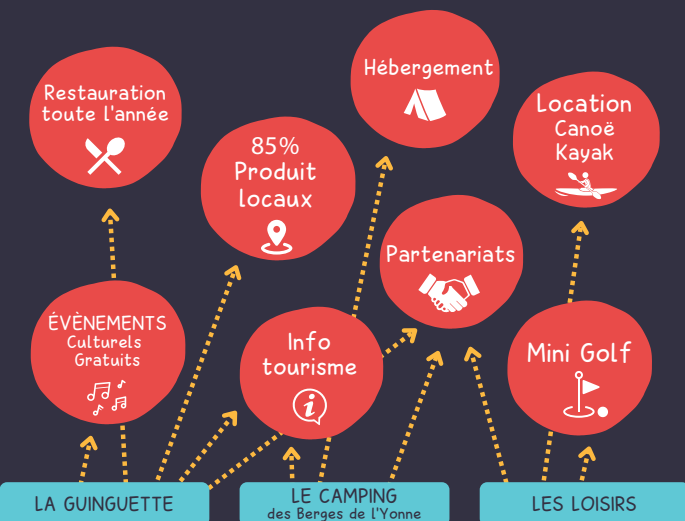 Hébergement
Restauration
toute l'année
Location
Canoë
Kayak
85%
Produit
locaux
Partenariats
ÉVÈNEMENTS
Culturels
Gratuits
Info
tourisme
i
Mini Golf
LA GUINGUETTE
LE CAMPING
des Berges de l'Yonne
LES LOISIRS